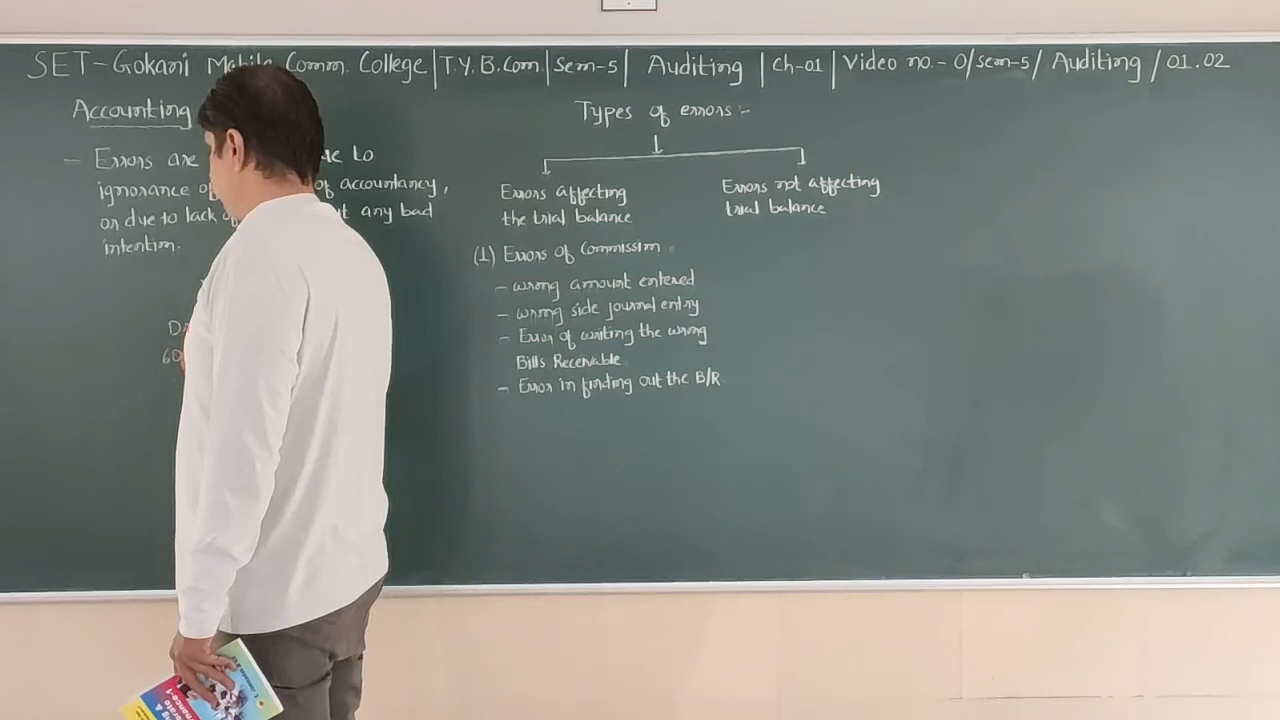 SET-Gokani Mahila Comm. College | T.Y.B.Com. | Sem-5 | Auditing | Ch-01 | Video no.- 0/sem-5/ Auditing / 01.02
Accounting
- Errors are to
ignorance of accountancy,
or due to lack any bad
intention.
60
Types of errors :-
Errors affecting
the trial balance
Errors not affecting
trial balance
(1) Errors of Commission.
- wrong amount entered
- wrong side journal entry
- Error of writing the wrong
Bills Receivable
- Error in finding out the B/R.